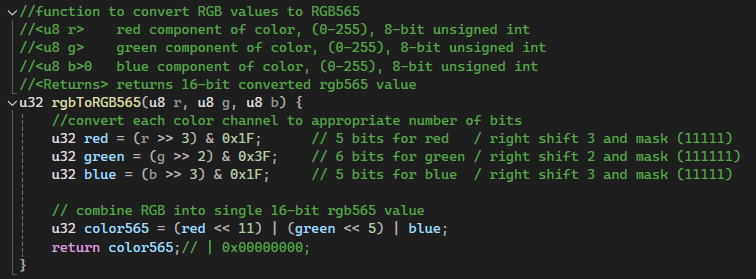 //function to convert RGB values to RGB565
//<u8 r>    red component of color, (0-255), 8-bit unsigned int
//<u8 g>    green component of color, (0-255), 8-bit unsigned int
//<u8 b>0   blue component of color, (0-255), 8-bit unsigned int
//<Returns> returns 16-bit converted rgb565 value
u32 rgbToRGB565(u8 r, u8 g, u8 b) {
    //convert each color channel to appropriate number of bits
    u32 red = (r >> 3) & 0x1F;      // 5 bits for red   / right shift 3 and mask (11111)
    u32 green = (g >> 2) & 0x3F;    // 6 bits for green / right shift 2 and mask (111111)
    u32 blue = (b >> 3) & 0x1F;     // 5 bits for blue  / right shift 3 and mask (11111)

    // combine RGB into single 16-bit rgb565 value
    u32 color565 = (red << 11) | (green << 5) | blue;
    return color565;// | 0x00000000;
}